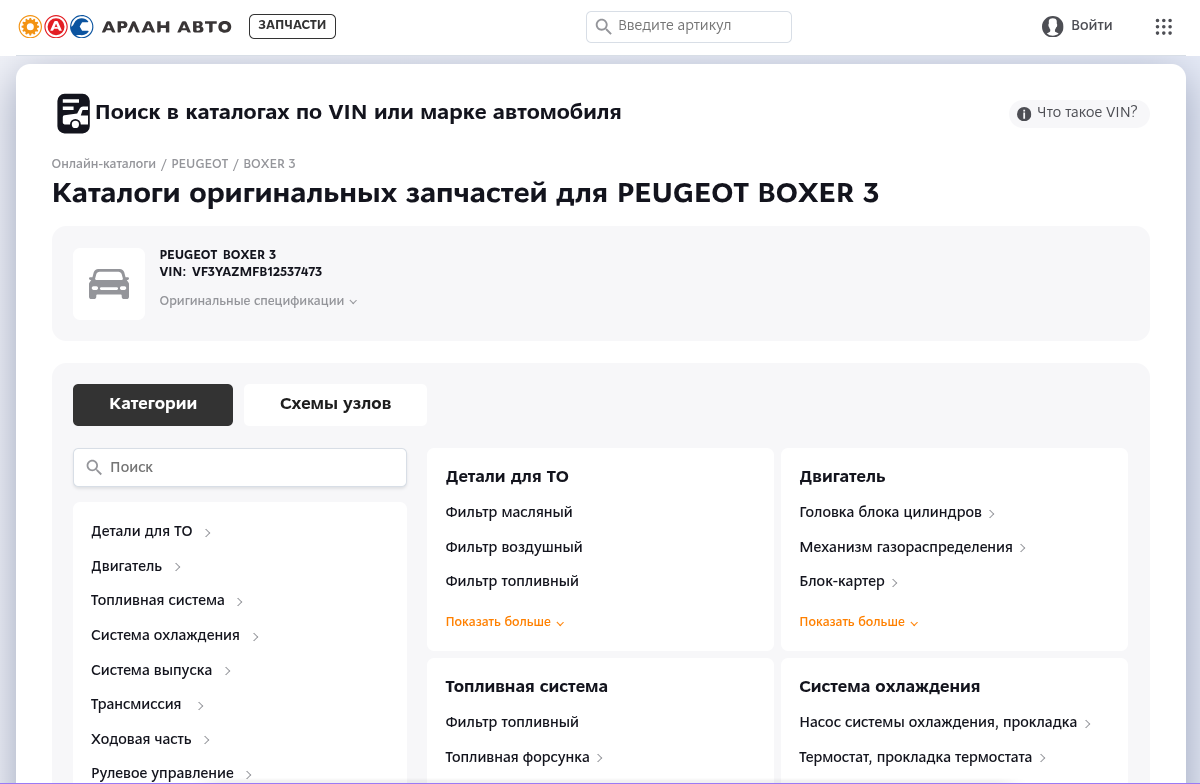 АРЛАН АВТО
ЗАПЧАСТИ
Введите артикул
Войти
Поиск в каталогах по VIN или марке автомобиля
Что такое VIN?
Онлайн-каталоги / PEUGEOT / BOXER 3
Каталоги оригинальных запчастей для PEUGEOT BOXER 3
PEUGEOT BOXER 3
VIN: VF3YAZMFB12537473
Оригинальные спецификации
Категории
Схемы узлов
Поиск
Детали для ТО
Двигатель
Топливная система
Система охлаждения
Система выпуска
Трансмиссия
Ходовая часть
Рулевое управление
Детали для ТО
Фильтр масляный
Фильтр воздушный
Фильтр топливный
Показать больше
Двигатель
Головка блока цилиндров
Механизм газораспределения
Блок-картер
Показать больше
Топливная система
Фильтр топливный
Топливная форсунка
Система охлаждения
Насос системы охлаждения, прокладка
Термостат, прокладка термостата